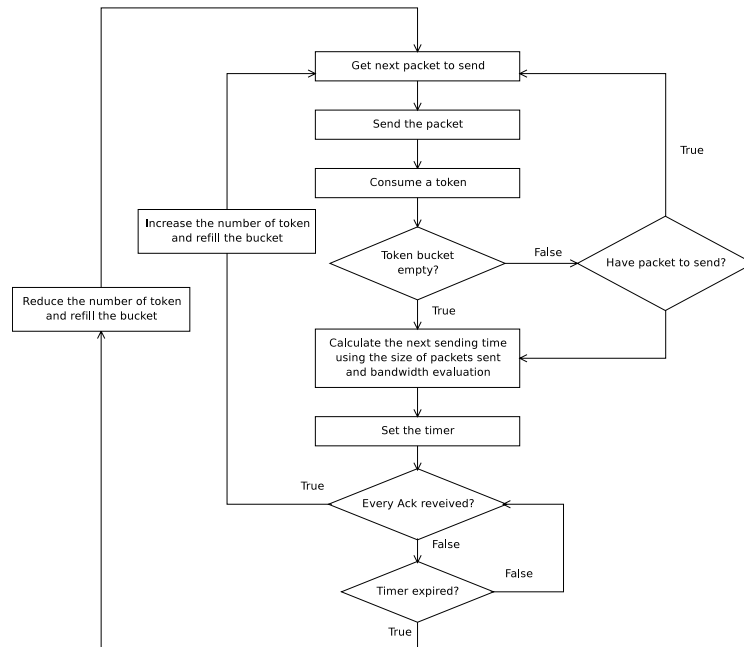 Get next packet to send
Send the packet
True
Consume a token
Increase the number of token
and refill the bucket
Token bucket
empty?
False
Have packet to send?
Reduce the number of token
and refill the bucket
True
Calculate the next sending time
using the size of packets sent
and bandwidth evaluation
Set the timer
True
Every Ack reveived?
False
False
Timer expired?
True